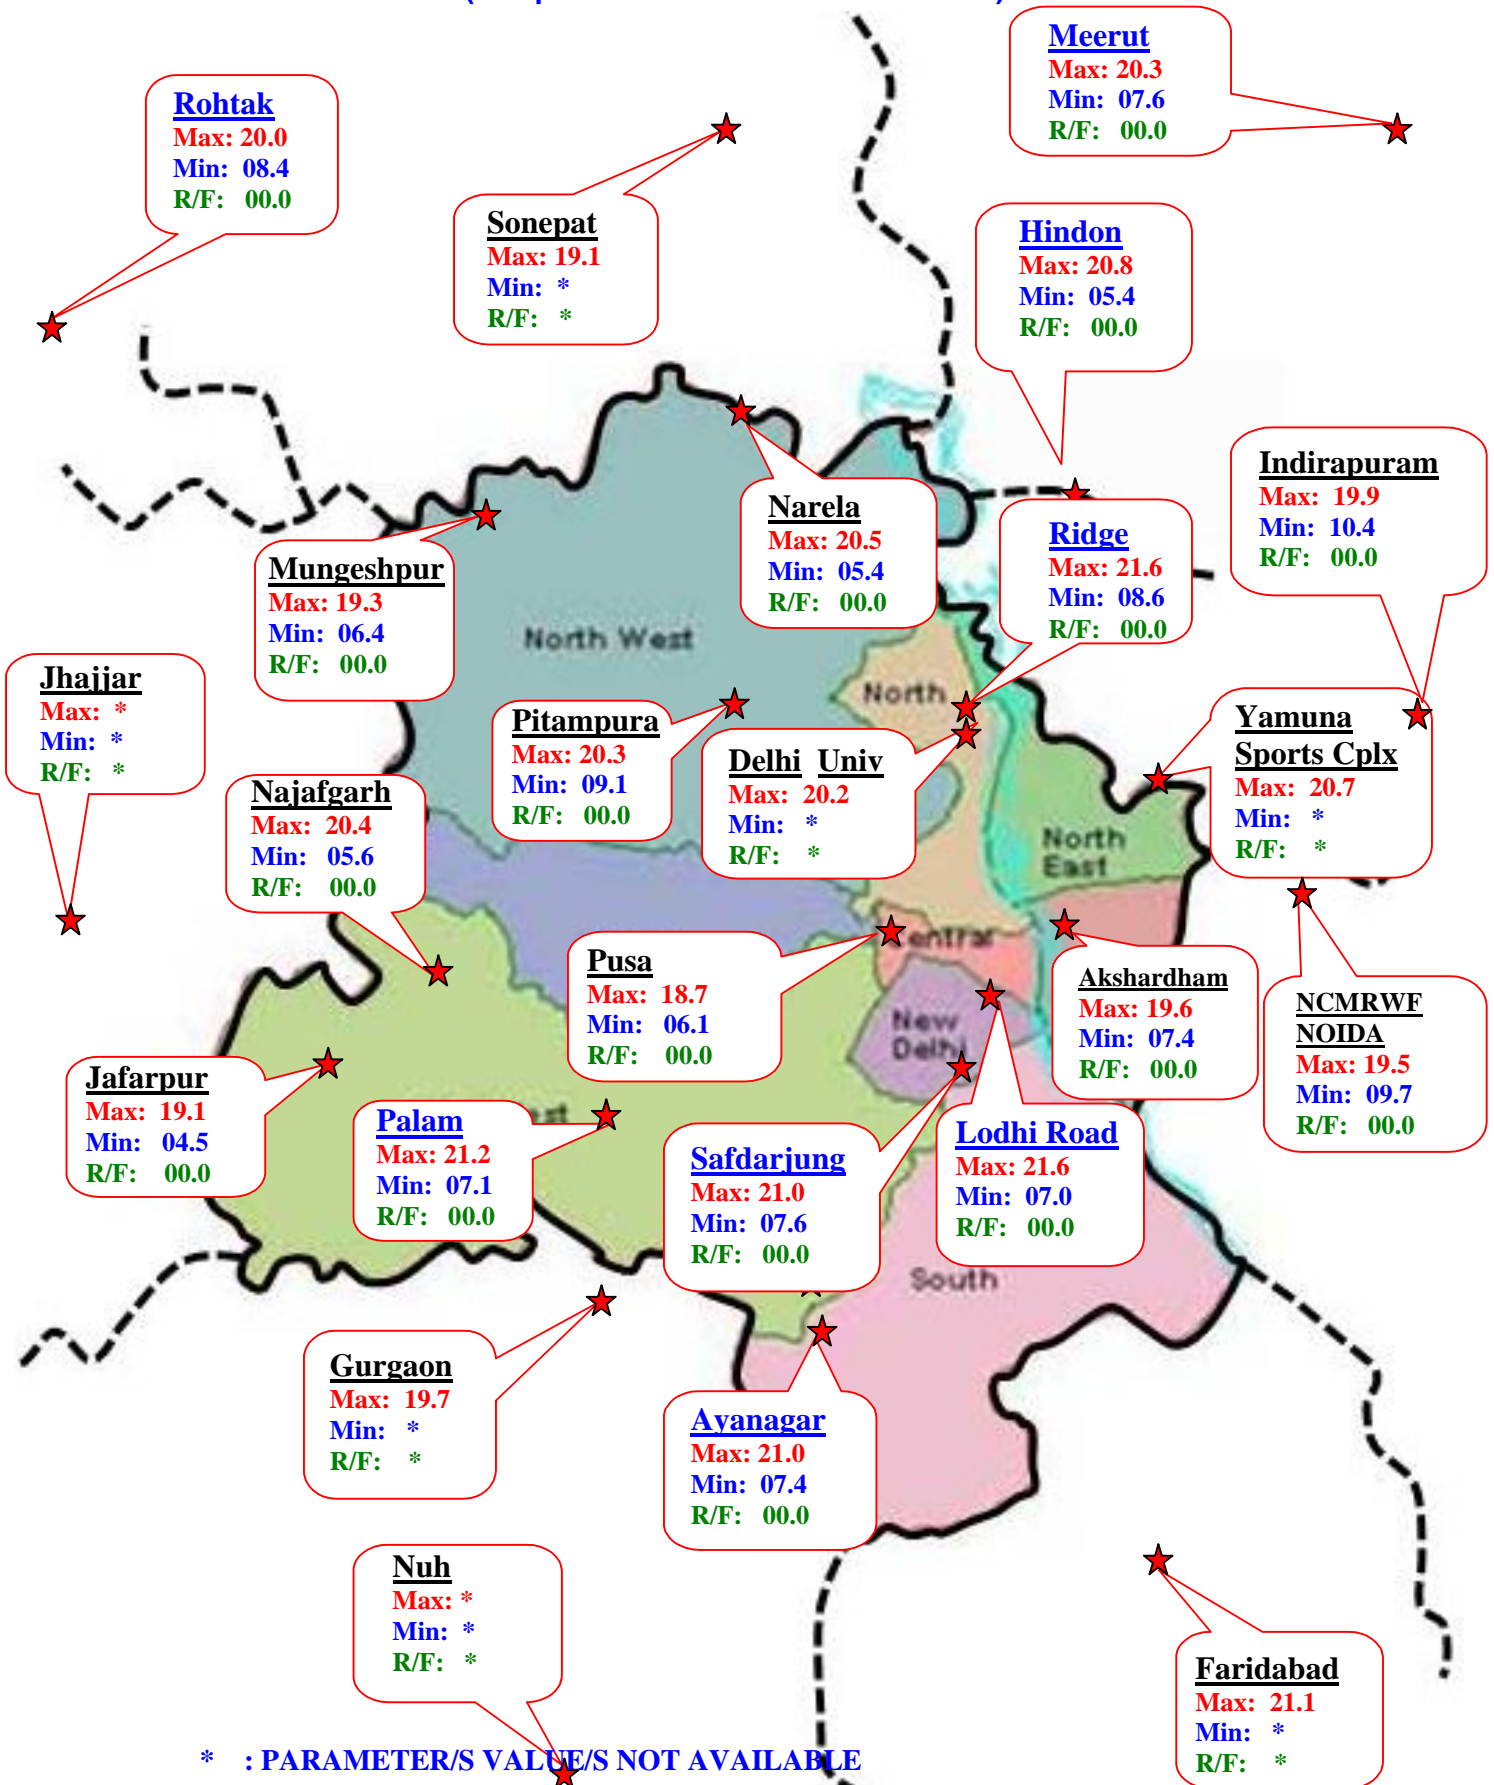 Meerut
Max: 20.3
Min: 07.6
R/F: 00.0
Rohtak
Max: 20.0
Min: 08.4
R/F: 00.0
Sonepat
Max: 19.1
Min: *
R/F: *
Hindon
Max: 20.8
Min: 05.4
R/F: 00.0
Indirapuram
Max: 19.9
Min: 10.4
R/F: 00.0
Narela
Max: 20.5
Min: 05.4
R/F: 00.0
Ridge
Max: 21.6
Min: 08.6
R/F: 00.0
Mungeshpur
Max: 19.3
Min: 06.4
R/F: 00.0
North West
Jhajjar
Max: *
Min: *
R/F: *
North
Pitampura
Max: 20.3
Min: 09.1
R/F: 00.0
Delhi Univ
Max: 20.2
Min: *
R/F: *
Yamuna
Sports Cplx
Max: 20.7
Min: *
R/F: *
Najafgarh
Max: 20.4
Min: 05.6
R/F: 00.0
North
East
Pusa
Max: 18.7
Min: 06.1
R/F: 00.0
entral
Akshardham
Max: 19.6
Min: 07.4
R/F: 00.0
NCMRWF
NOIDA
Max: 19.5
Min: 09.7
R/F: 00.0
New
Delhi
Jafarpur
Max: 19.1
Min: 04.5
R/F: 00.0
Palam
Max: 21.2
Min: 07.1
R/F: 00.0
st
Safdarjung
Max: 21.0
Min: 07.6
R/F: 00.0
Lodhi Road
Max: 21.6
Min: 07.0
R/F: 00.0
South
Gurgaon
Max: 19.7
Min: *
R/F: *
Ayanagar
Max: 21.0
Min: 07.4
R/F: 00.0
Nuh
Max: *
Min: *
R/F: *
Faridabad
Max: 21.1
Min: *
R/F: *
* : PARAMETER/S VALUE/S NOT AVAILABLE